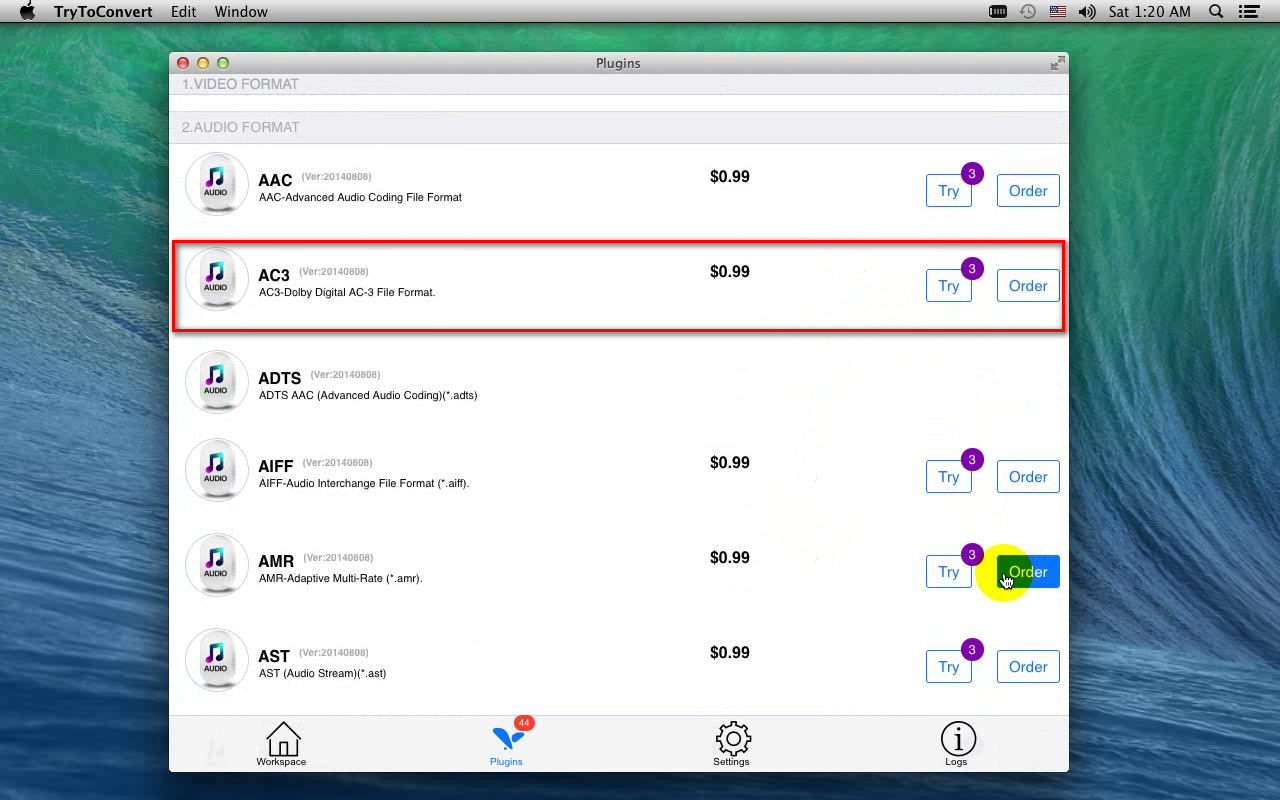 TryToConvert Edit Window Sat 1:20 AM
Plugins
1.VIDEO FORMAT
2.AUDIO FORMAT
AUDIO
AAC (Ver:20140808)
AAC-Advanced Audio Coding File Format
$0.99
3
Try
Order
AUDIO
AC3 (Ver:20140808)
AC3-Dolby Digital AC-3 File Format.
$0.99
3
Try
Order
AUDIO
ADTS (Ver:20140808)
ADTS AAC (Advanced Audio Coding)(*.adts)
AUDIO
AIFF (Ver:20140808)
AIFF-Audio Interchange File Format (*.aiff).
$0.99
3
Try
Order
AUDIO
AMR (Ver:20140808)
AMR-Adaptive Multi-Rate (*.amr).
$0.99
3
Try
Order
AUDIO
AST (Ver:20140808)
AST (Audio Stream)(*.ast)
$0.99
3
Try
Order
Workspace
44
Plugins
Settings
Logs